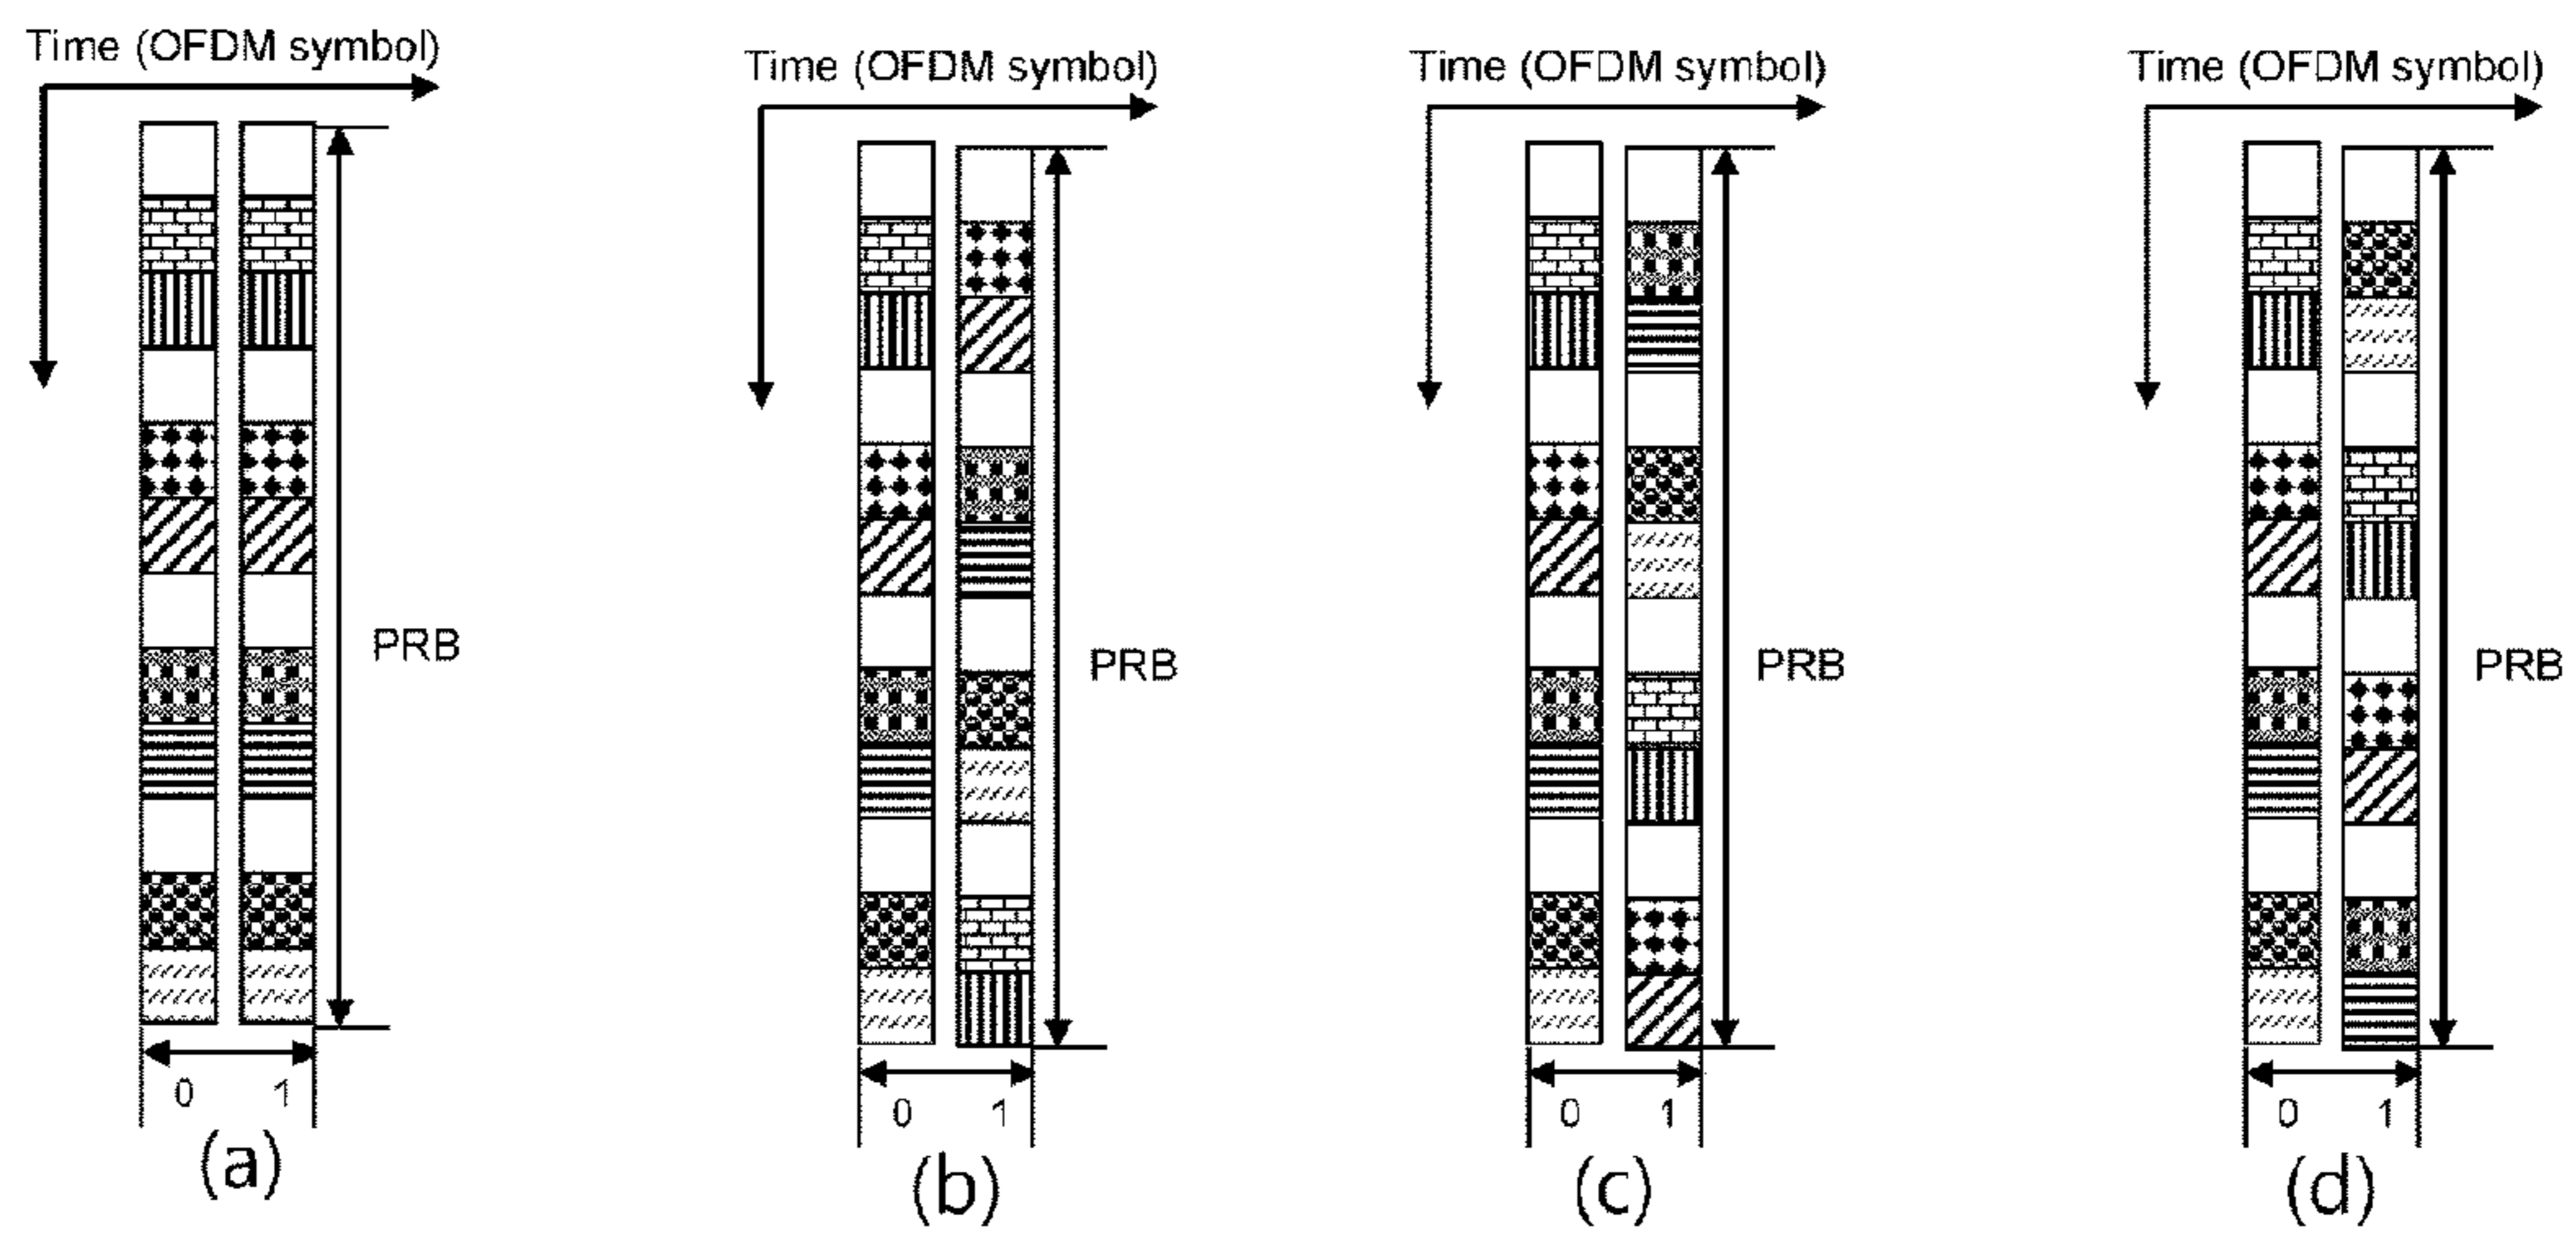 Time (OFDM symbol)
PRB
0 1
(a)
Time (OFDM symbol)
PRB
0 1
(b)
Time (OFDM symbol)
PRB
0 1
(c)
Time (OFDM symbol)
PRB
0 1
(d)